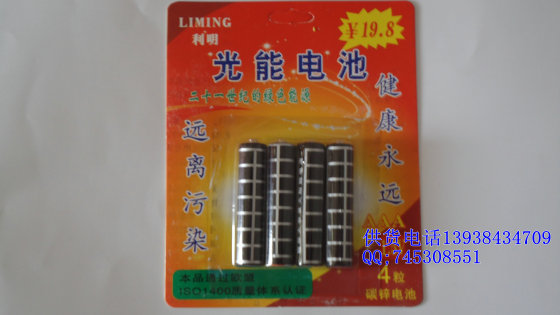 LIMING
利明
¥19.8
光能电池
二十一世纪的绿色能源
远离污染
健康永远
AAA
供货电话13938434709
QQ;745308551
4粒
碳锌电池
本品通过欧盟
ISO1400质量体系认证